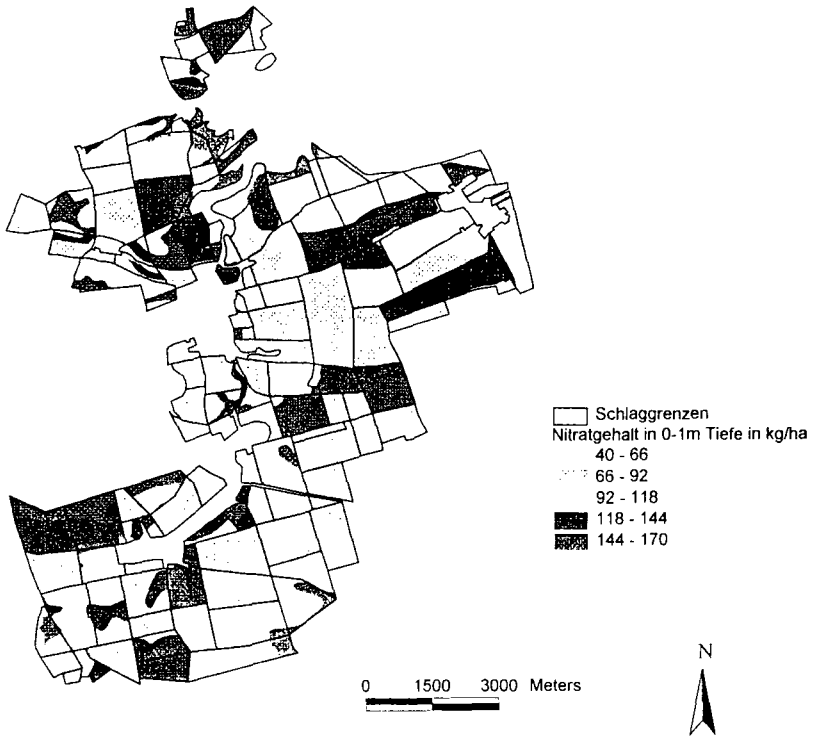 Schlaggrenzen
Nitratgehalt in 0-1m Tiefe in kg/ha
40 - 66
66 - 92
92 - 118
118 - 144
144 - 170
N
0 1500 3000 Meters